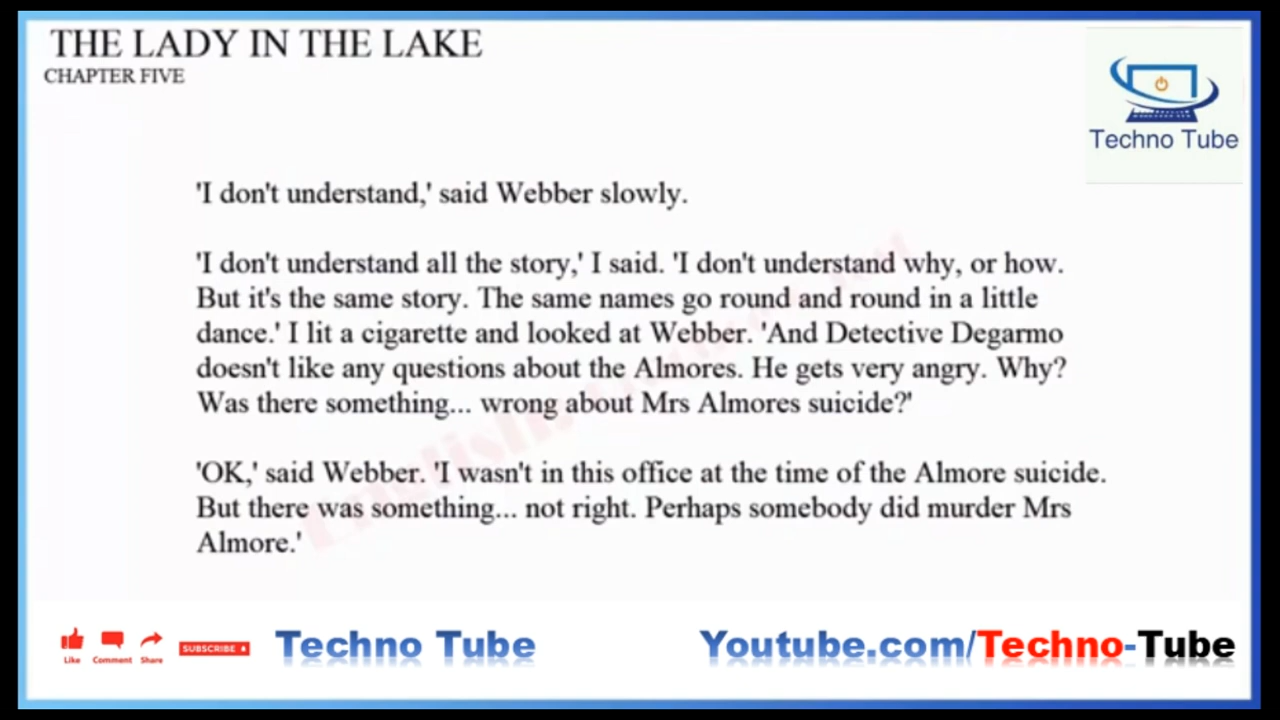 THE LADY IN THE LAKE
CHAPTER FIVE
Techno Tube
'I don't understand,' said Webber slowly.
'I don't understand all the story,' I said. 'I don't understand why, or how.
But it's the same story. The same names go round and round in a little
dance.' I lit a cigarette and looked at Webber. 'And Detective Degarmo
doesn't like any questions about the Almores. He gets very angry. Why?
Was there something... wrong about Mrs Almores suicide?'
'OK,' said Webber. 'I wasn't in this office at the time of the Almore suicide.
But there was something... not right. Perhaps somebody did murder Mrs
Almore.'
Like Comment Share SUBSCRIBE Techno Tube Youtube.com/Techno-Tube